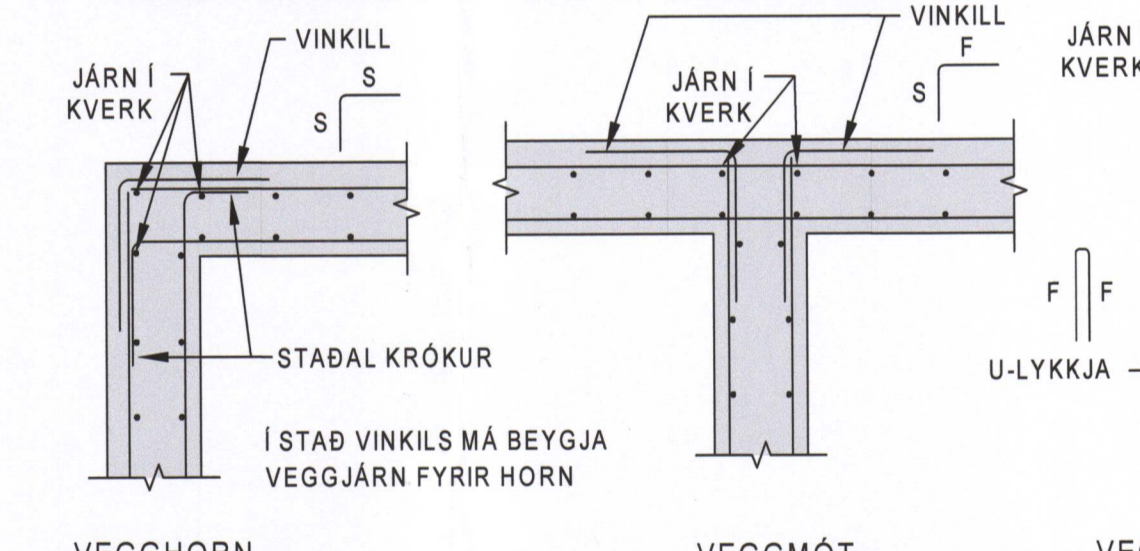 VINKILL
JÁRN Í
KVERK
S
S
STAÐAL KRÓKUR
Í STAÐ VINKILS MÁ BEYGJA
VEGGJÁRN FYRIR HORN
VEGGHORN
VINKILL
F
S
JÁRN Í
KVERK
VEGGMÓT
JÁRN
KVERK
F
F
U-LYKKJA